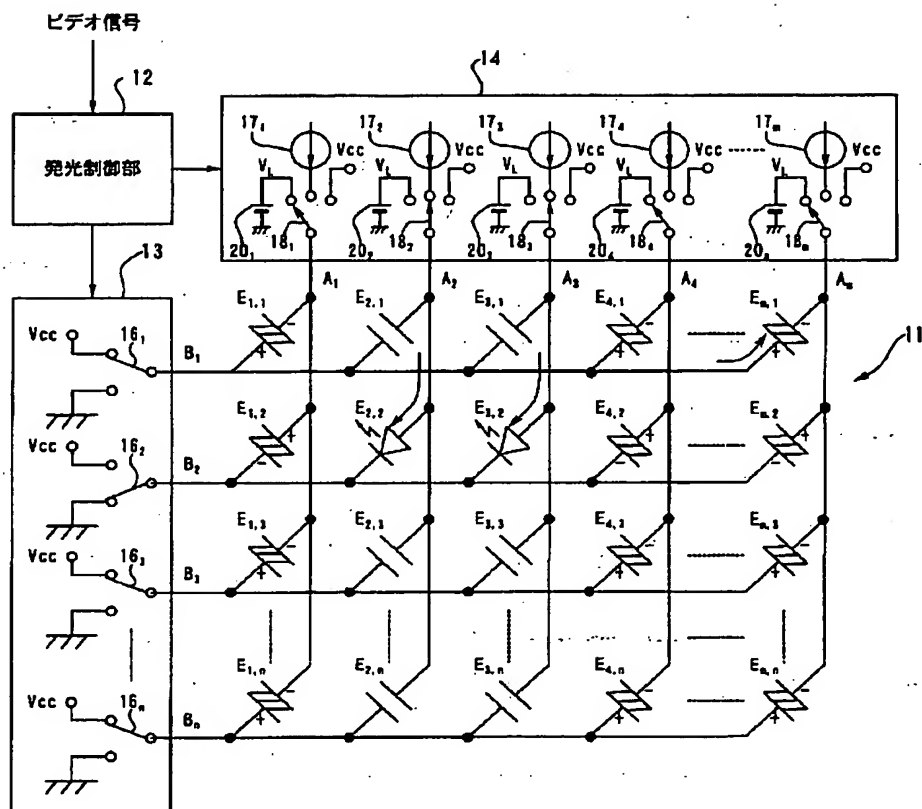 ビデオ信号
12
14
発光制御部
17₁ 17₂ 17₃ 17₄ 17ₘ
Vcc Vcc Vcc Vcc Vcc
V_L V_L V_L V_L V_L
20₁ 18₁ 20₂ 18₂ 20₃ 18₃ 20₄ 18₄ 18ₘ
13
A₁ A₂ A₃ A₄ Aₘ
11
Vcc 16₁ B₁ E₁,₁ E₂,₁ E₃,₁ E₄,₁ Eₘ,₁
Vcc 16₂ B₂ E₁,₂ E₂,₂ E₃,₂ E₄,₂ Eₘ,₂
Vcc 16₃ B₃ E₁,₃ E₂,₃ E₃,₃ E₄,₃ Eₘ,₃
Vcc 16ₙ Bₙ E₁,ₙ E₂,ₙ E₃,ₙ E₄,ₙ Eₘ,ₙ